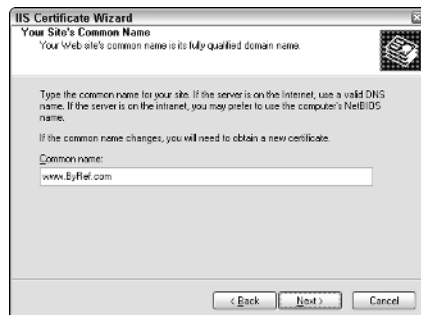 IIS Certificate Wizard
Your Site's Common Name
Your Web site's common name is its fully qualified domain name.
Type the common name for your site. If the server is on the Internet, use a valid DNS
name. If the server is on the intranet, you may prefer to use the computer's NetBIOS
name.
If the common name changes, you will need to obtain a new certificate.
Common name:
www.ByRef.com
< Back
Next >
Cancel